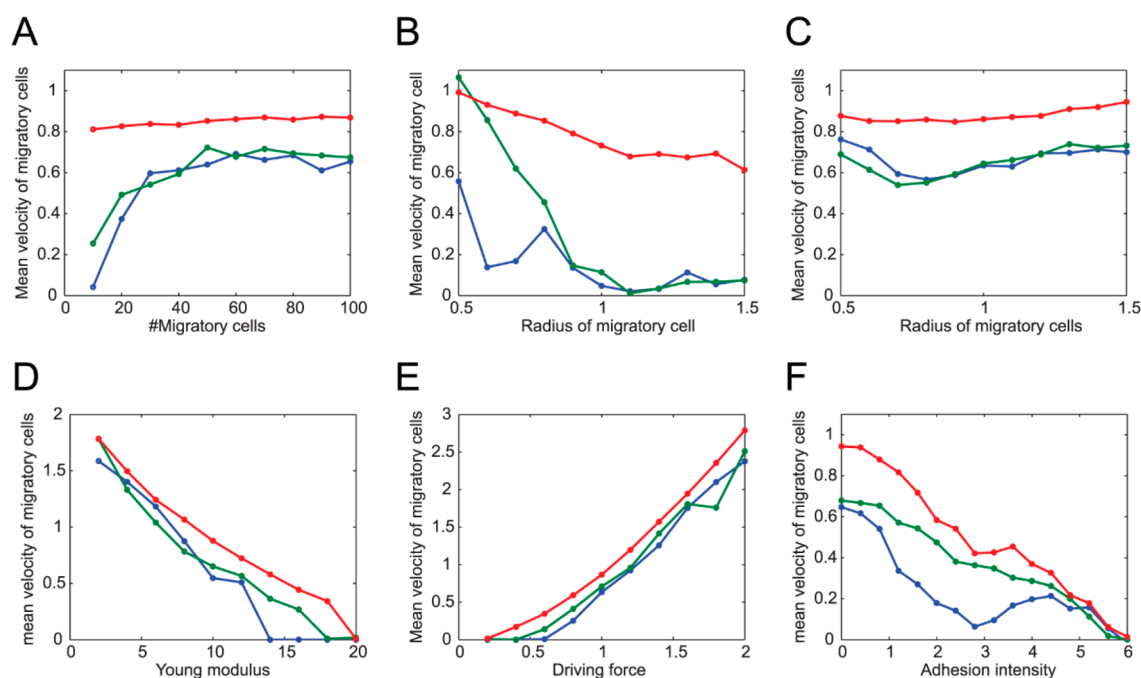 A
B
C
Mean velocity of migratory cells
1
0.8
0.6
0.4
0.2
0
0 20 40 60 80 100
#Migratory cells
Mean velocity of migratory cell
1
0.8
0.6
0.4
0.2
0
0.5 1 1.5
Radius of migratory cell
Mean velocity of migratory cells
1
0.8
0.6
0.4
0.2
0
0.5 1 1.5
Radius of migratory cells
D
E
F
mean velocity of migratory cells
2
1.5
1
0.5
0
0 5 10 15 20
Young modulus
Mean velocity of migratory cells
3
2.5
2
1.5
1
0.5
0
0 0.5 1 1.5 2
Driving force
mean velocity of migratory cells
1
0.8
0.6
0.4
0.2
0
0 1 2 3 4 5 6
Adhesion intensity